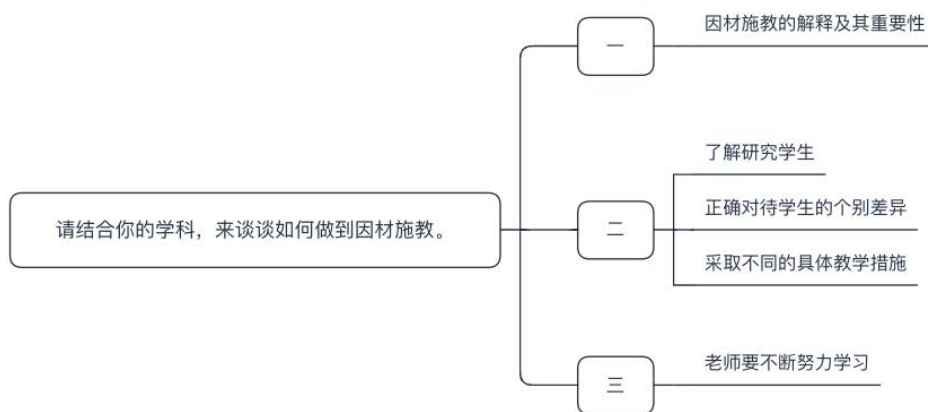 请结合你的学科，来谈谈如何做到因材施教。
一
因材施教的解释及其重要性
二
了解研究学生
正确对待学生的个别差异
采取不同的具体教学措施
三
老师要不断努力学习